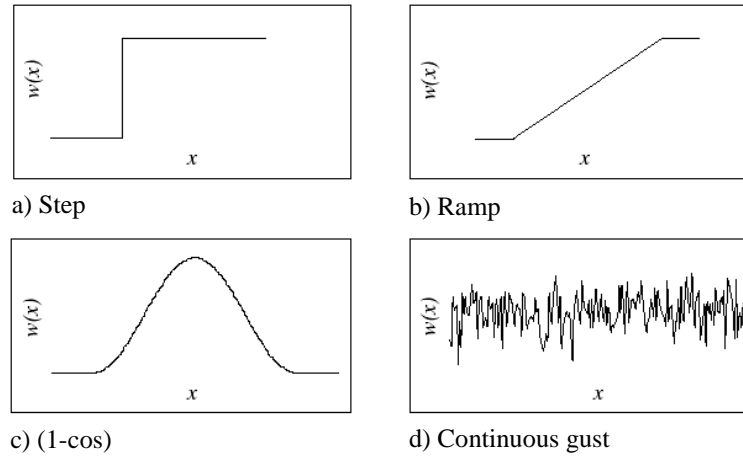 w(x)
x
a) Step
w(x)
x
b) Ramp
w(x)
x
c) (1-cos)
w(x)
x
d) Continuous gust